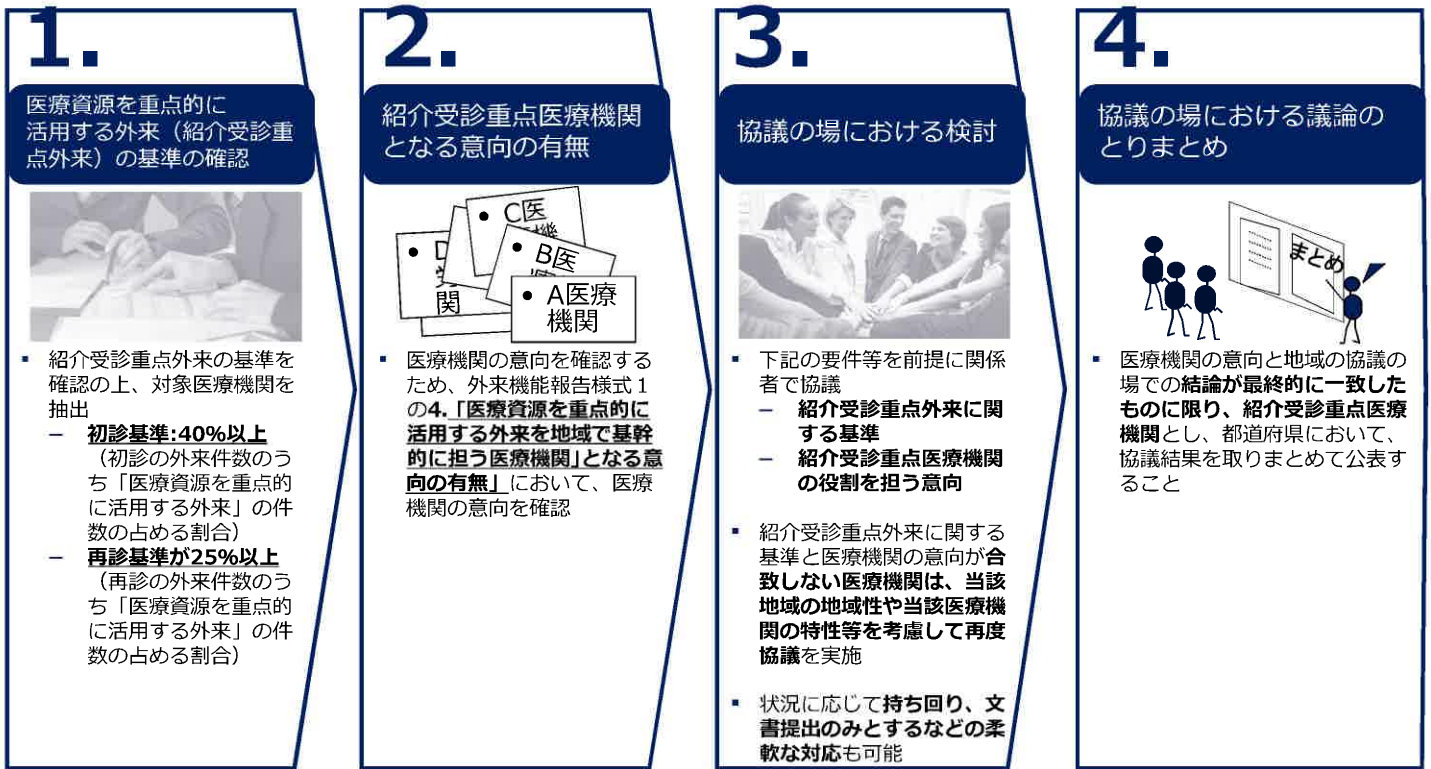 1.
医療資源を重点的に
活用する外来（紹介受診重
点外来）の基準の確認
▪ 紹介受診重点外来の基準を
確認の上、対象医療機関を
抽出
– 初診基準:40%以上
（初診の外来件数のう
ち「医療資源を重点的
に活用する外来」の件
数の占める割合）
– 再診基準が25%以上
（再診の外来件数のう
ち「医療資源を重点的
に活用する外来」の件
数の占める割合）
2.
紹介受診重点医療機関
となる意向の有無
• C医
機
• B医
• D
関
• A医療
機関
▪ 医療機関の意向を確認する
ため、外来機能報告様式１
の4.「医療資源を重点的に
活用する外来を地域で基幹
的に担う医療機関」となる意
向の有無」において、医療
機関の意向を確認
3.
協議の場における検討
▪ 下記の要件等を前提に関係
者で協議
– 紹介受診重点外来に関
する基準
– 紹介受診重点医療機関
の役割を担う意向
▪ 紹介受診重点外来に関する
基準と医療機関の意向が合
致しない医療機関は、当該
地域の地域性や当該医療機
関の特性等を考慮して再度
協議を実施
▪ 状況に応じて持ち回り、文
書提出のみとするなどの柔
軟な対応も可能
4.
協議の場における議論の
とりまとめ
まとめ
▪ 医療機関の意向と地域の協議の
場での結論が最終的に一致した
ものに限り、紹介受診重点医療
機関とし、都道府県において、
協議結果を取りまとめて公表す
ること